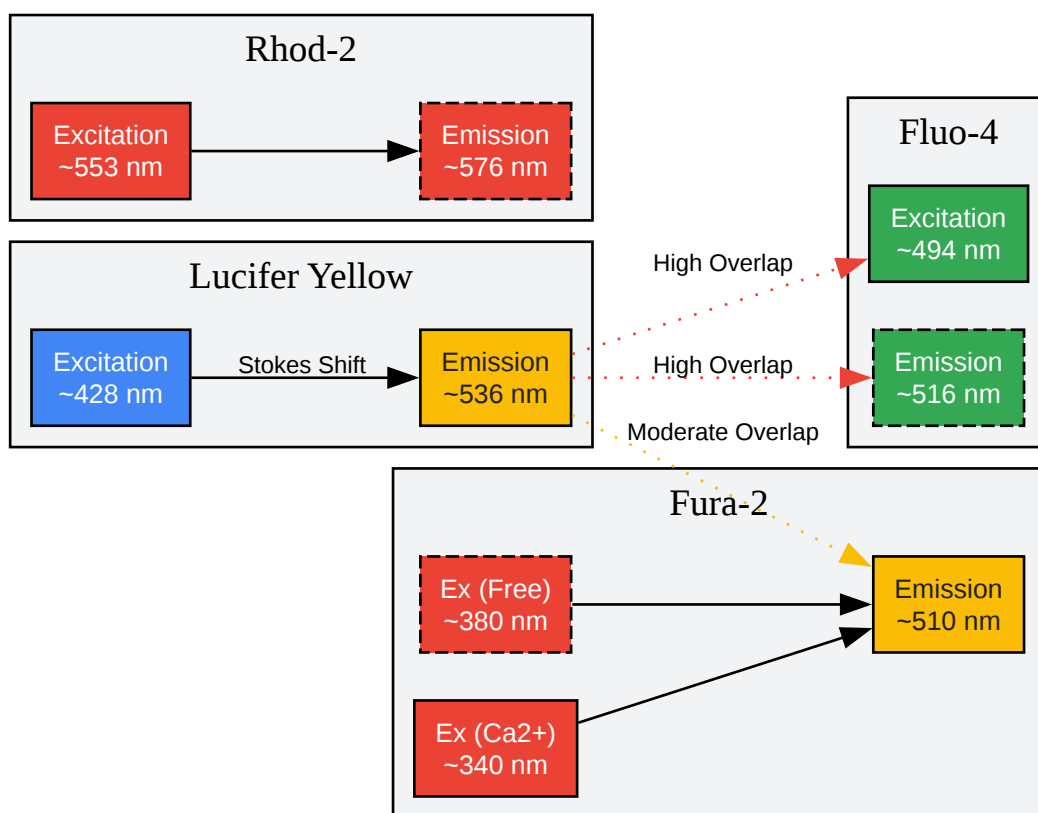 Rhod-2
Excitation
~553 nm
Emission
~576 nm
Fluo-4
Excitation
~494 nm
Emission
~516 nm
Lucifer Yellow
Excitation
~428 nm
Stokes Shift
Emission
~536 nm
High Overlap
High Overlap
Moderate Overlap
Fura-2
Ex (Free)
~380 nm
Emission
~510 nm
Ex (Ca2+)
~340 nm